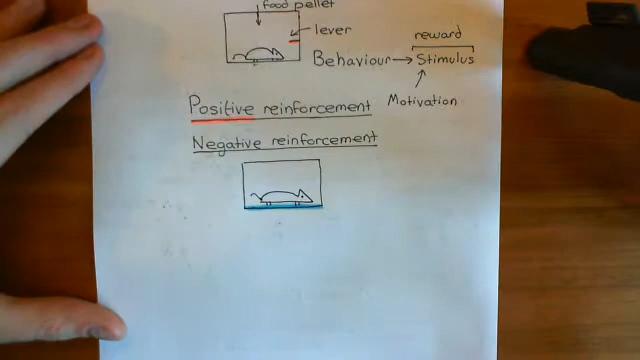 food pellet
lever
reward
Behaviour → Stimulus
Motivation
Positive reinforcement
Negative reinforcement